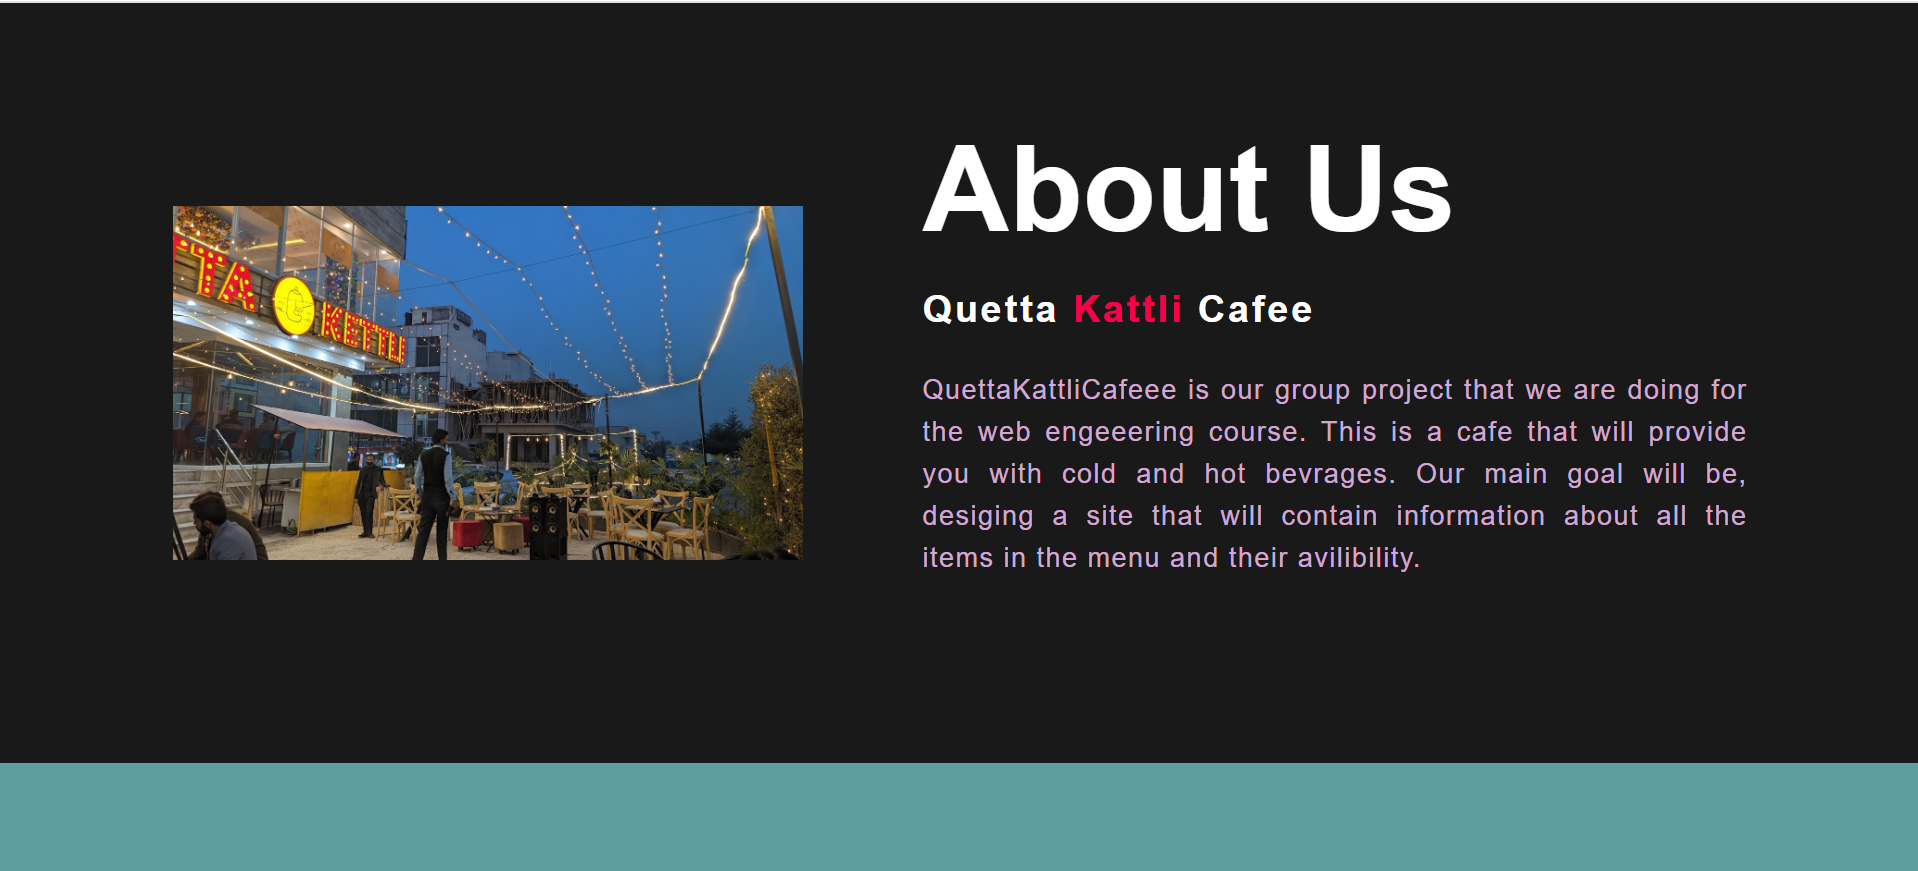 About Us
TTA KETTLI
Quetta Kattli Cafee
QuettaKattliCafeee is our group project that we are doing for
the web engeeering course. This is a cafe that will provide
you with cold and hot bevrages. Our main goal will be,
desiging a site that will contain information about all the
items in the menu and their avilibility.